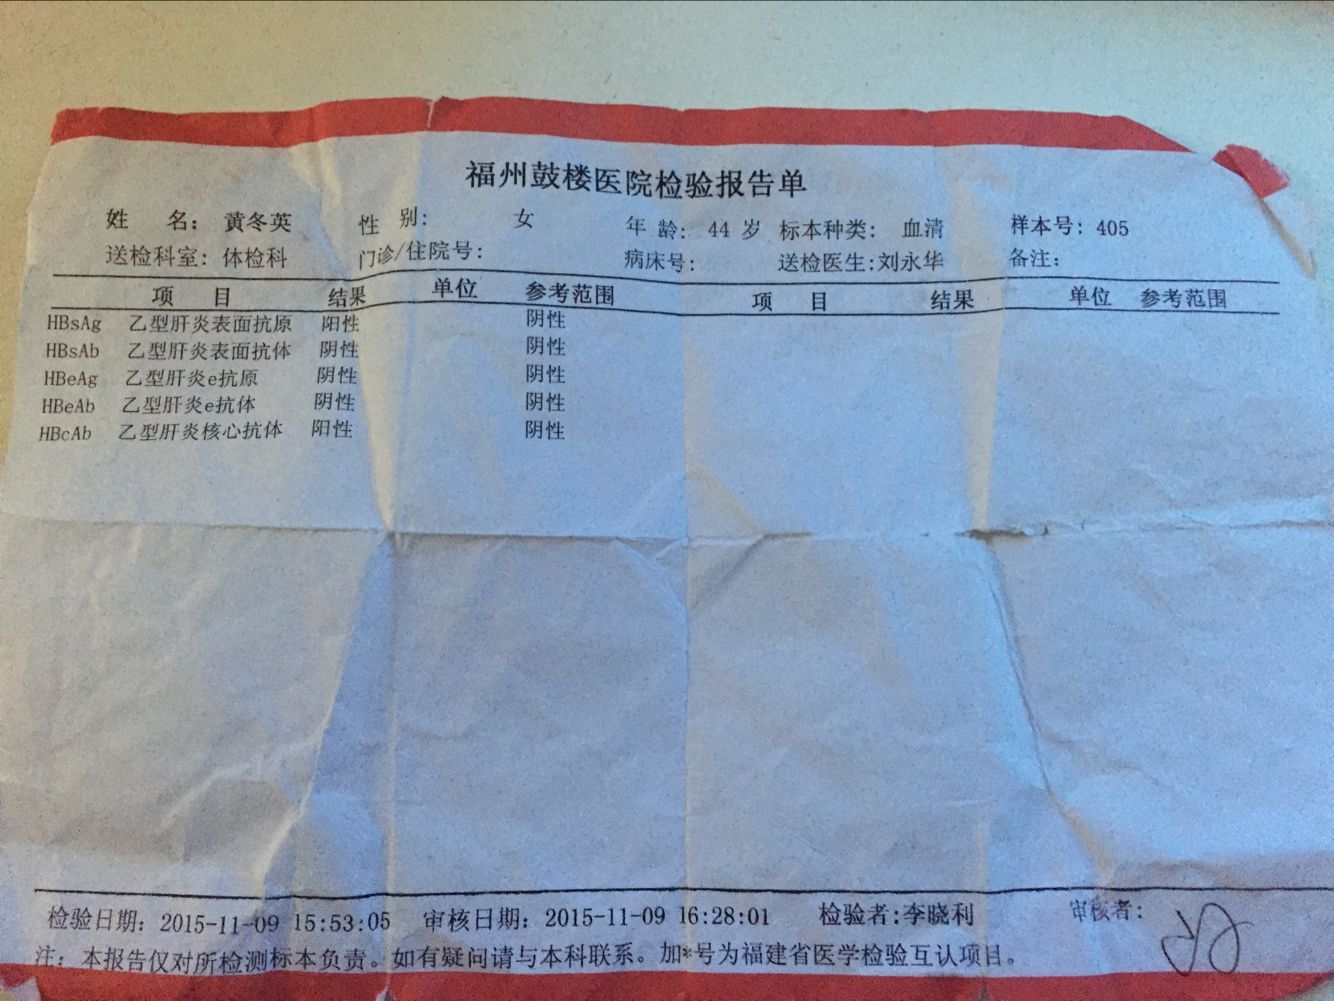 福州鼓楼医院检验报告单
姓 名: 黄冬英 性 别: 女 年 龄: 44 岁 标本种类: 血清 样本号: 405
送检科室: 体检科 门诊/住院号: 病床号: 送检医生:刘永华 备注:
项 目 结果 单位 参考范围 项 目 结果 单位 参考范围
HBsAg 乙型肝炎表面抗原 阳性 阴性
HBsAb 乙型肝炎表面抗体 阴性 阴性
HBeAg 乙型肝炎e抗原 阴性 阴性
HBeAb 乙型肝炎e抗体 阴性 阴性
HBcAb 乙型肝炎核心抗体 阳性 阴性
检验日期: 2015-11-09 15:53:05 审核日期: 2015-11-09 16:28:01 检验者:李晓利 审核者:
注: 本报告仅对所检测标本负责。如有疑问请与本科联系。加*号为福建省医学检验互认项目。